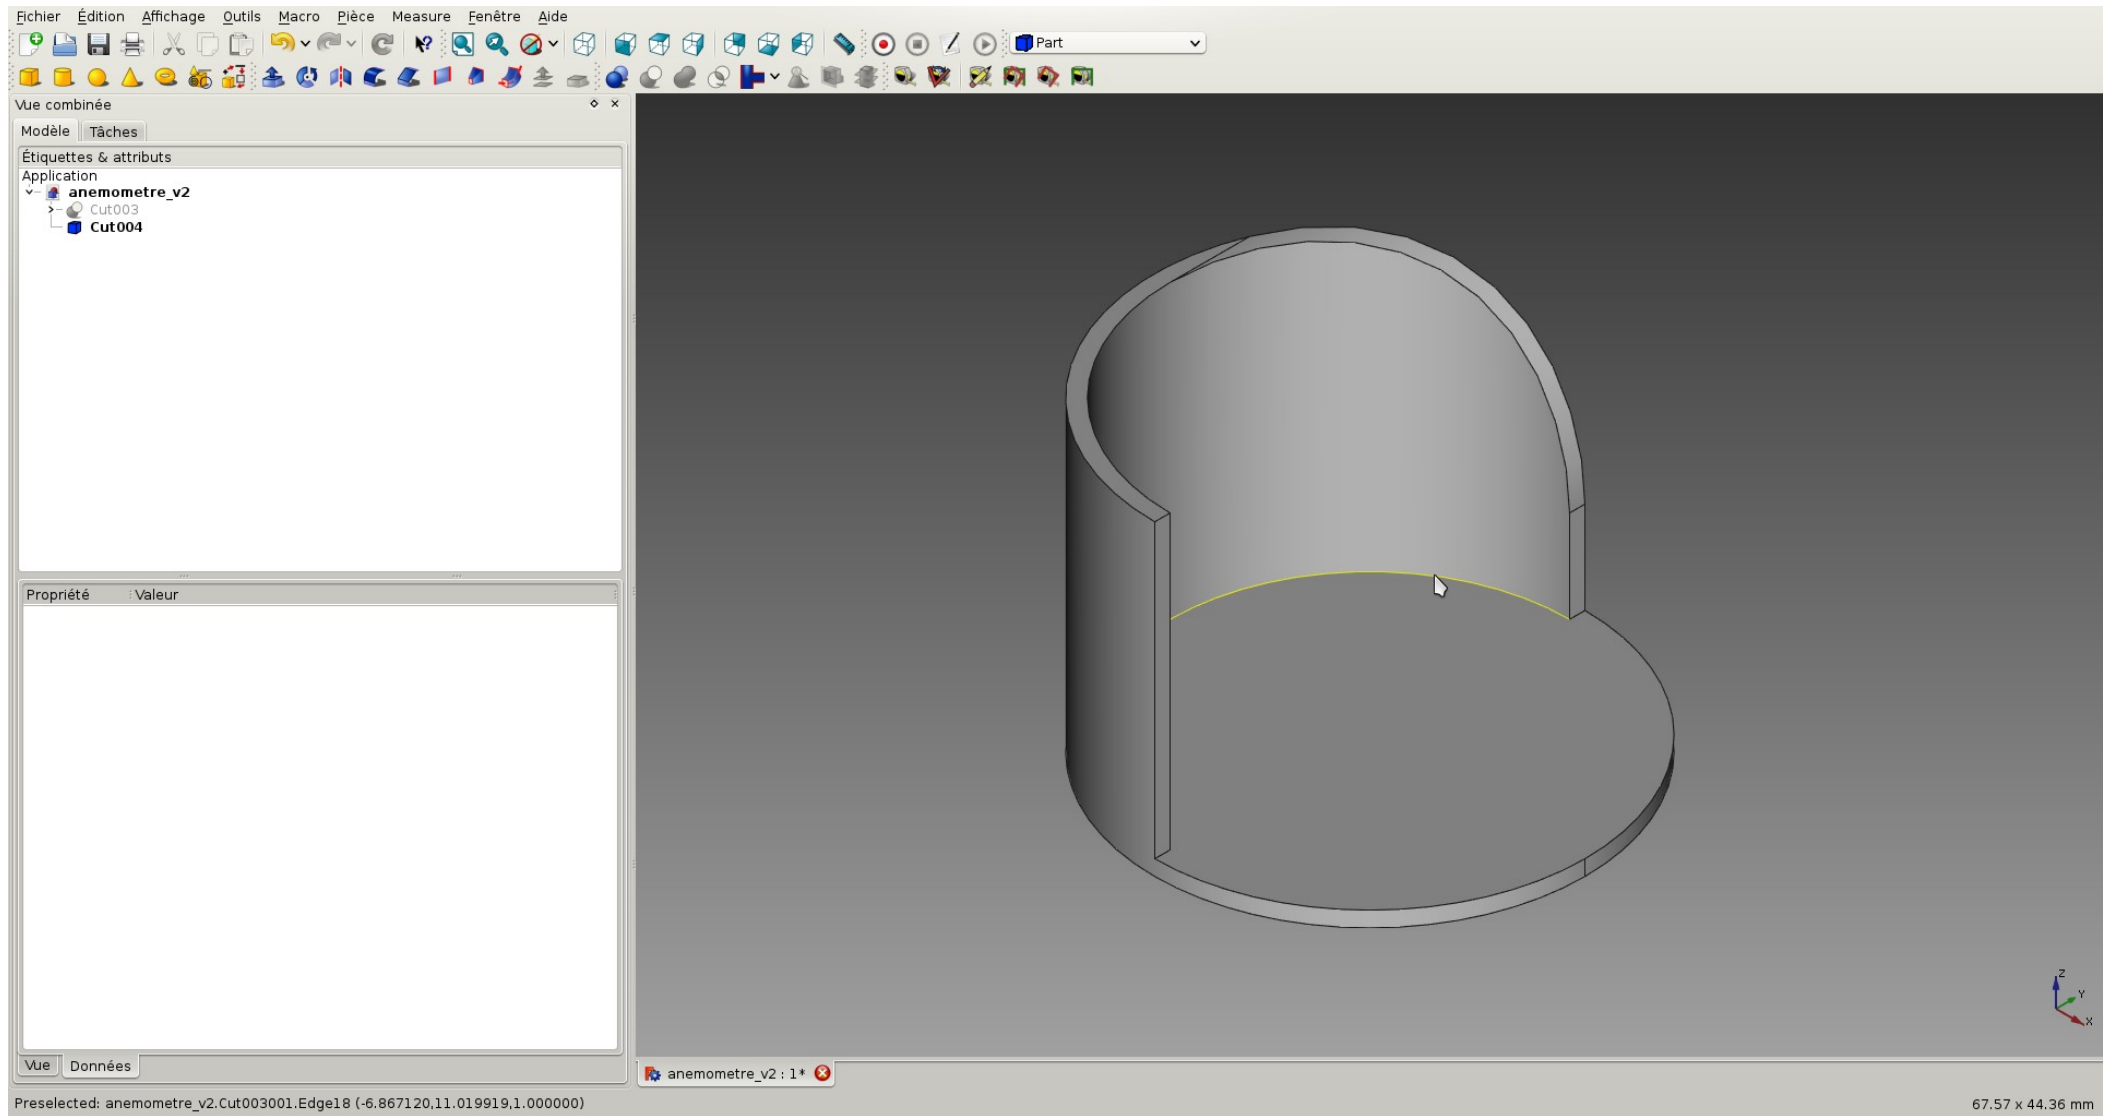 Fichier Édition Affichage Outils Macro Pièce Measure Fenêtre Aide
Part
Vue combinée
Modèle Tâches
Étiquettes & attributs
Application
anemometre_v2
Cut003
Cut004
Propriété Valeur
Vue Données
anemometre_v2 : 1*
Z
Y
X
Preselected: anemometre_v2.Cut003001.Edge18 (-6.867120,11.019919,1.000000)
67.57 x 44.36 mm